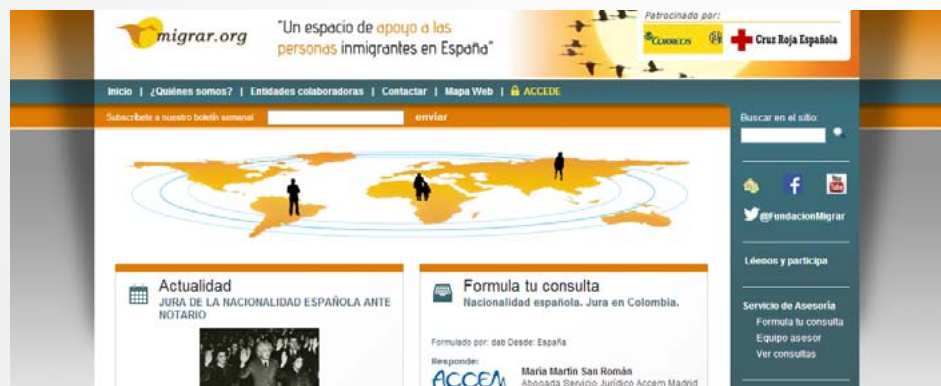 migrar.org
"Un espacio de apoyo a las
personas inmigrantes en España"
Patrocinado por:
CORREOS
Cruz Roja Española
Inicio | ¿Quiénes somos? | Entidades colaboradoras | Contactar | Mapa Web | ACCEDE
Subscríbete a nuestro boletín semanal
enviar
Buscar en el sitio:
You
Tube
@FundacionMigrar
Léenos y participa
Servicio de Asesoría
Formula tu consulta
Equipo asesor
Ver consultas
Actualidad
JURA DE LA NACIONALIDAD ESPAÑOLA ANTE
NOTARIO
Formula tu consulta
Nacionalidad española. Jura en Colombia.
Formulado por: dab Desde: España
Responde:
ACCEM
María Martín San Román
Abogada Servicio Jurídico Accem Madrid